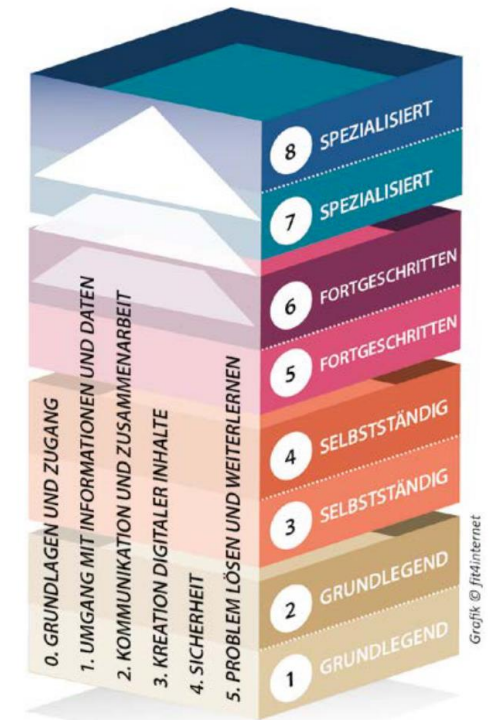 8 SPEZIALISIERT
7 SPEZIALISIERT
6 FORTGESCHRITTEN
5 FORTGESCHRITTEN
4 SELBSTSTÄNDIG
3 SELBSTSTÄNDIG
2 GRUNDLEGEND
1 GRUNDLEGEND
0. GRUNDLAGEN UND ZUGANG
1. UMGANG MIT INFORMATIONEN UND DATEN
2. KOMMUNIKATION UND ZUSAMMENARBEIT
3. KREATION DIGITALER INHALTE
4. SICHERHEIT
5. PROBLEM LÖSEN UND WEITERLERNEN
Grafik © fit4internet